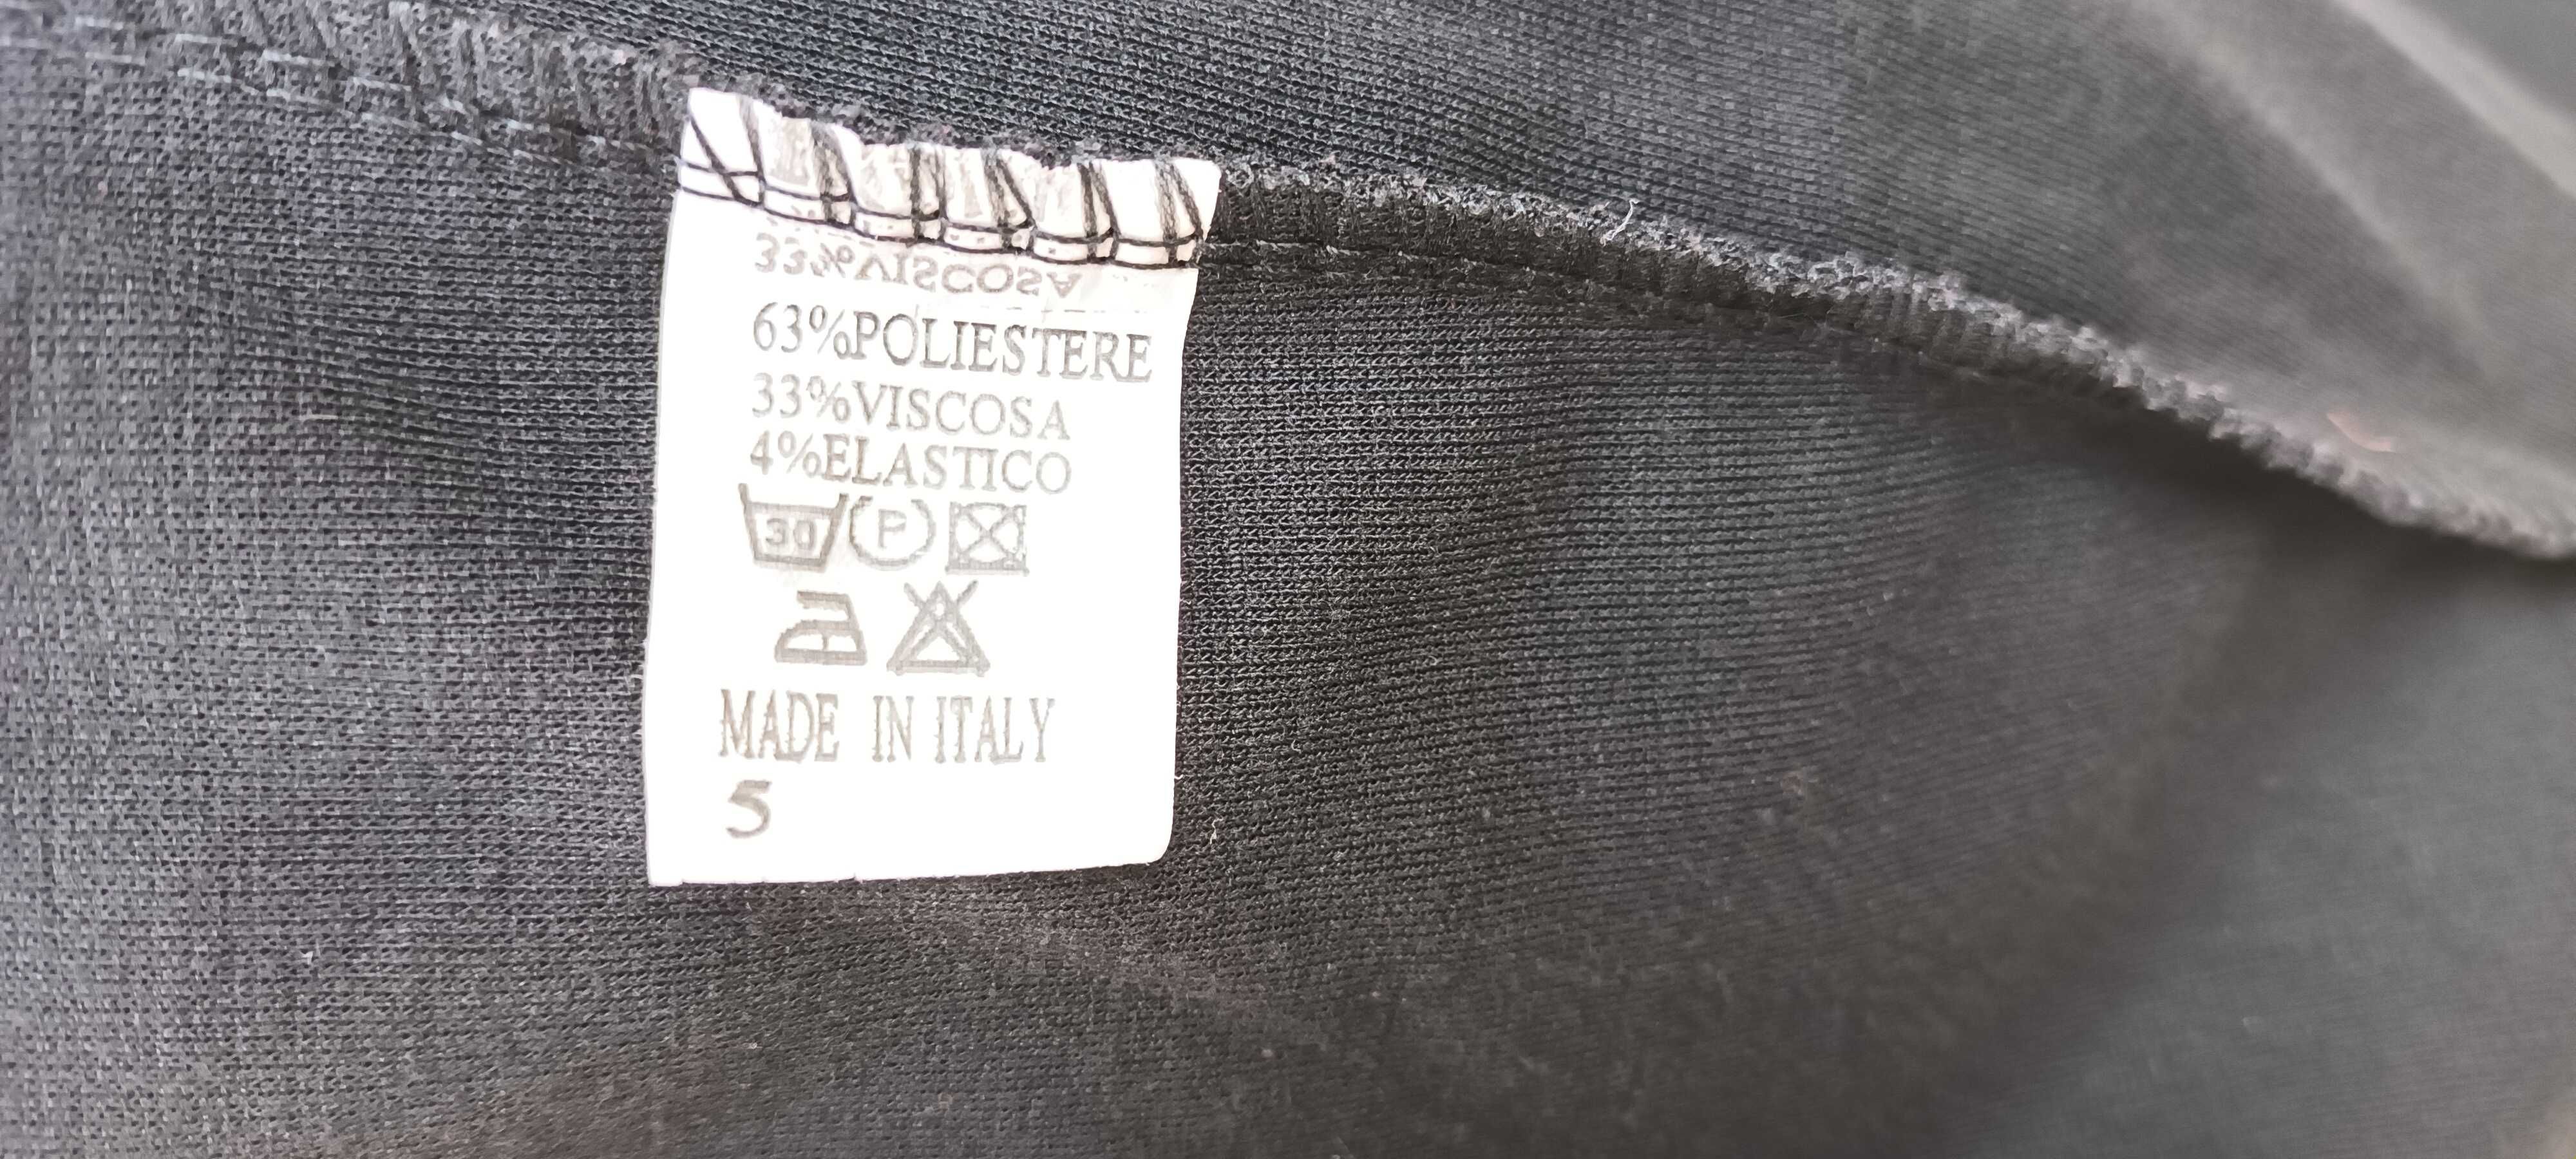 33%VISCOSA
63%POLIESTERE
33%VISCOSA
4%ELASTICO
30 P
MADE IN ITALY
5